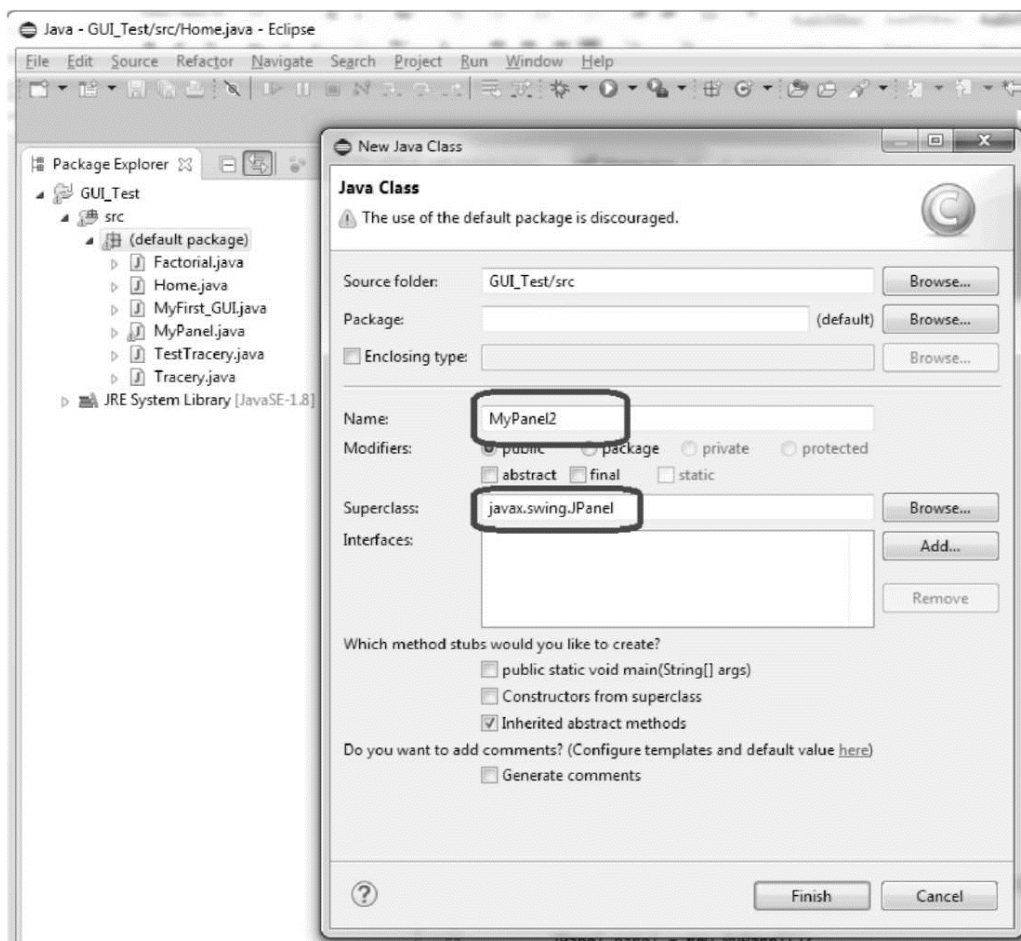 Java - GUI_Test/src/Home.java - Eclipse
File Edit Source Refactor Navigate Search Project Run Window Help
Package Explorer
GUI_Test
src
(default package)
Factorial.java
Home.java
MyFirst_GUI.java
MyPanel.java
TestTracery.java
Tracery.java
JRE System Library [JavaSE-1.8]
New Java Class
Java Class
The use of the default package is discouraged.
Source folder: GUI_Test/src Browse...
Package: (default) Browse...
Enclosing type: Browse...
Name: MyPanel2
Modifiers: public package private protected
abstract final static
Superclass: javax.swing.JPanel Browse...
Interfaces: Add...
Remove
Which method stubs would you like to create?
public static void main(String[] args)
Constructors from superclass
Inherited abstract methods
Do you want to add comments? (Configure templates and default value here)
Generate comments
Finish Cancel